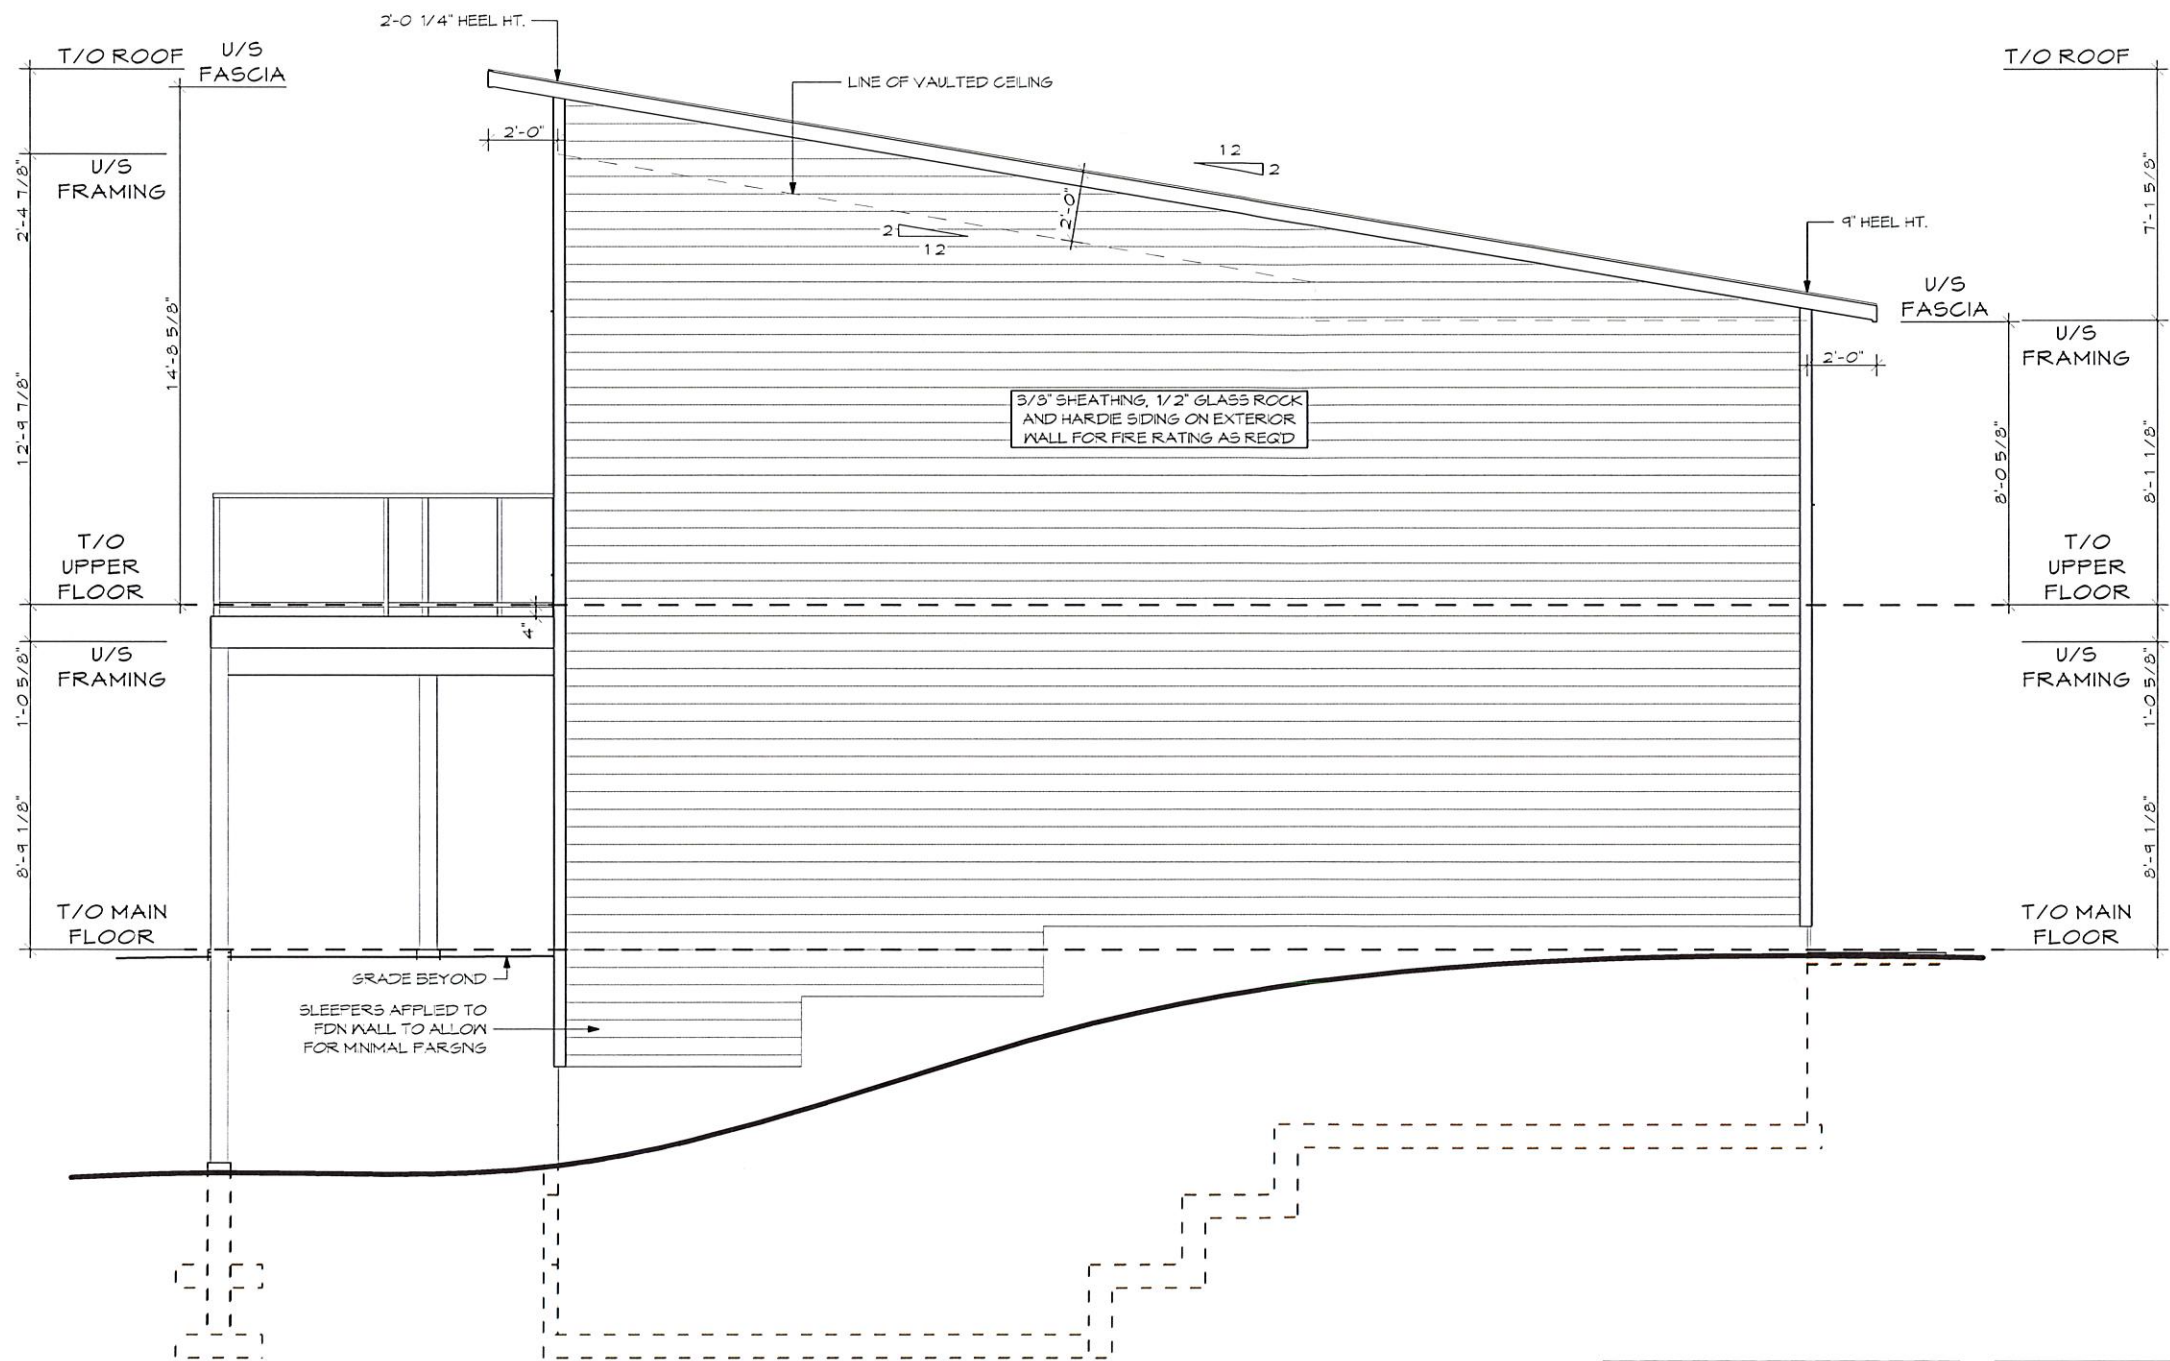 2'-0 1/4" HEEL HT.
T/O ROOF
U/S
FASCIA
T/O ROOF
LINE OF VAULTED CEILING
2'-0"
12
2
U/S
FRAMING
2'-4 7/8"
7'-1 5/8"
2'-0"
2
12
9" HEEL HT.
U/S
FASCIA
U/S
FRAMING
14'-8 5/8"
2'-0"
12'-9 7/8"
3/8" SHEATHNG, 1/2" GLASS ROCK
AND HARDIE SIDING ON EXTERIOR
WALL FOR FIRE RATING AS REQ'D
8'-0 5/8"
8'-1 1/8"
T/O
UPPER
FLOOR
T/O
UPPER
FLOOR
4"
U/S
FRAMING
1'-0 5/8"
U/S
FRAMING
1'-0 5/8"
8'-9 1/8"
8'-9 1/8"
T/O MAIN
FLOOR
T/O MAIN
FLOOR
GRADE BEYOND
SLEEPERS APPLIED TO
FDN WALL TO ALLOW
FOR MINIMAL PARGNG